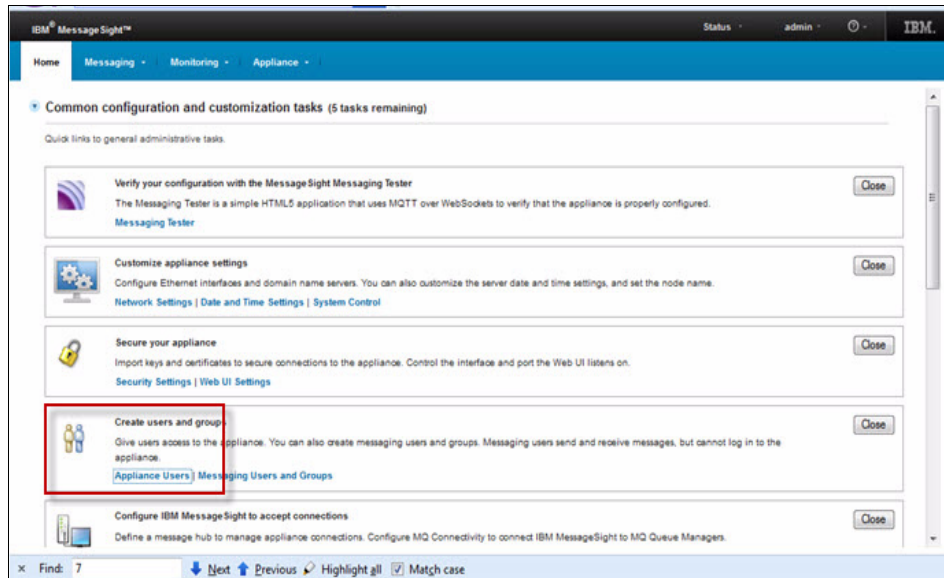 IBM® MessageSight™
Status
admin
IBM.
Home
Messaging
Monitoring
Appliance
Common configuration and customization tasks (5 tasks remaining)
Quick links to general administrative tasks.
Verify your configuration with the MessageSight Messaging Tester
Close
The Messaging Tester is a simple HTML5 application that uses MQTT over WebSockets to verify that the appliance is properly configured.
Messaging Tester
Customize appliance settings
Close
Configure Ethernet interfaces and domain name servers. You can also customize the server date and time settings, and set the node name.
Network Settings | Date and Time Settings | System Control
Secure your appliance
Close
Import keys and certificates to secure connections to the appliance. Control the interface and port the Web UI listens on.
Security Settings | Web UI Settings
Create users and groups
Close
Give users access to the appliance. You can also create messaging users and groups. Messaging users send and receive messages, but cannot log in to the
appliance.
Appliance Users | Messaging Users and Groups
Configure IBM MessageSight to accept connections
Close
Define a message hub to manage appliance connections. Configure MQ Connectivity to connect IBM MessageSight to MQ Queue Managers.
× Find: 7 Next Previous Highlight all Match case